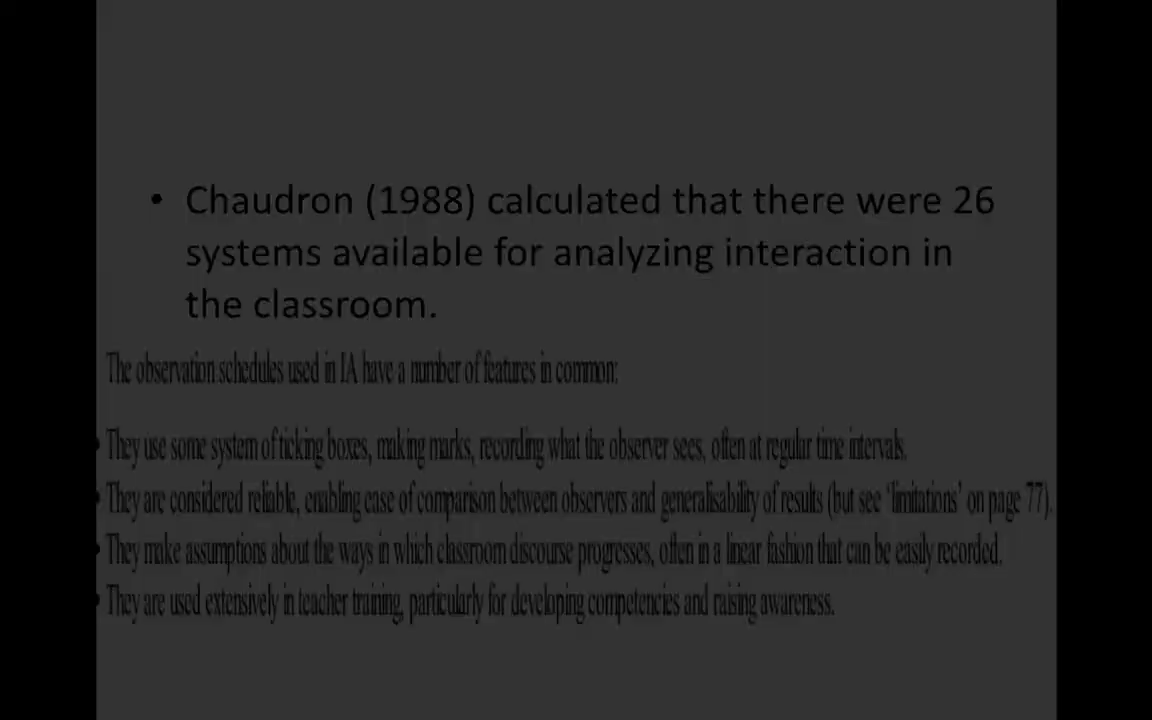 • Chaudron (1988) calculated that there were 26
systems available for analyzing interaction in
the classroom.
The observation schedules used in IA have a number of features in common:
• They use some system of ticking boxes, making marks, recording what the observer sees, often at regular time intervals.
• They are considered reliable, enabling ease of comparison between observers and generalisability of results (but see ‘limitations’ on page 77).
• They make assumptions about the ways in which classroom discourse progresses, often in a linear fashion that can be easily recorded.
• They are used extensively in teacher training, particularly for developing competencies and raising awareness.